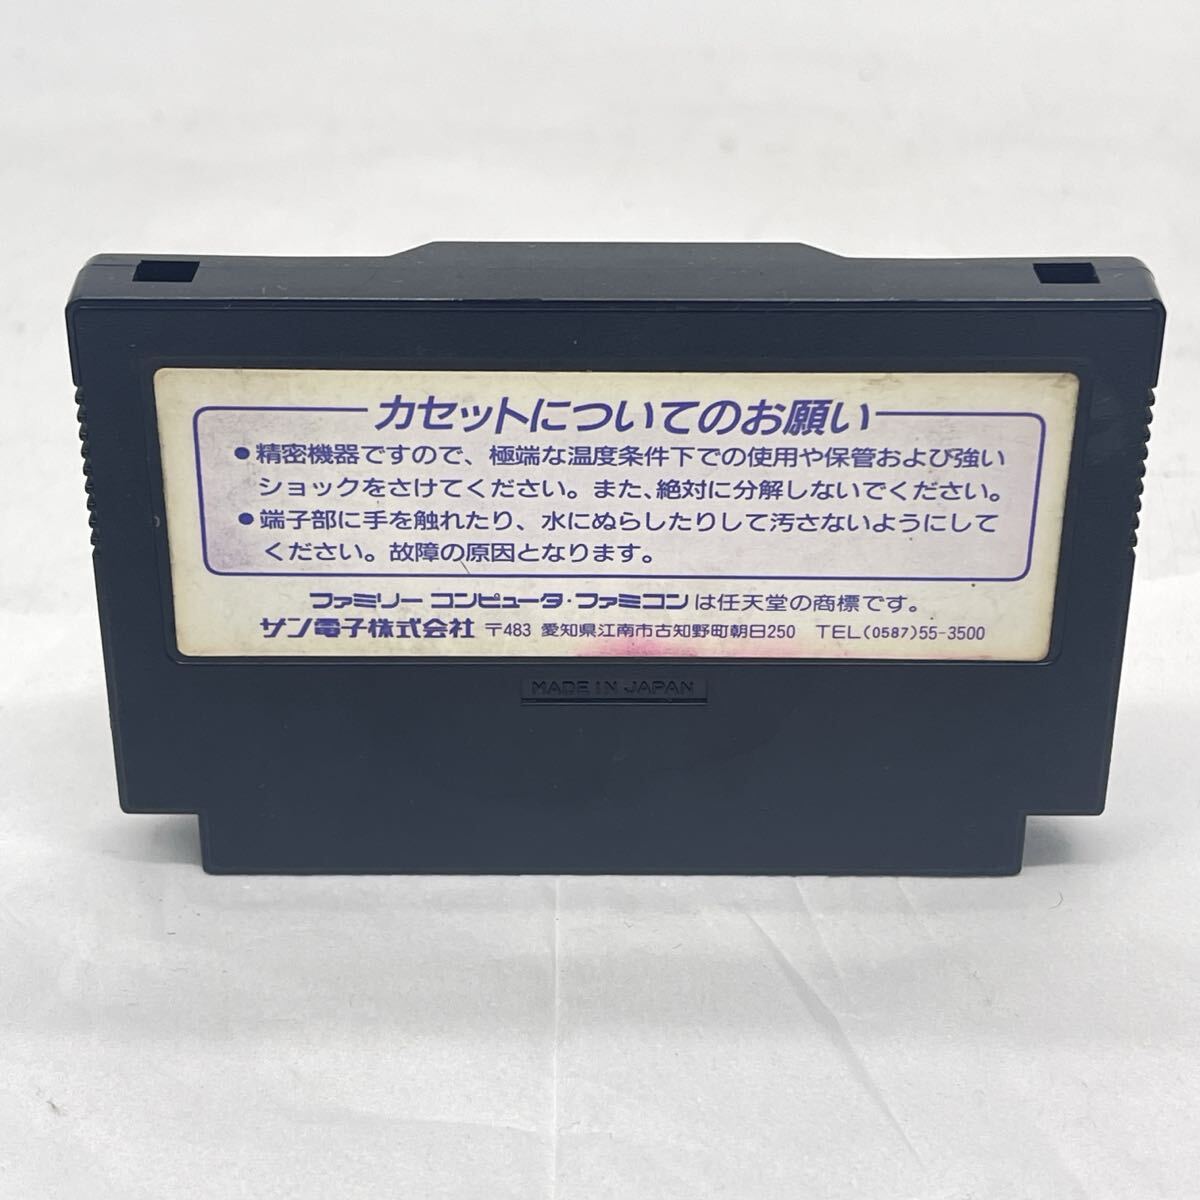 カセットについてのお願い
●精密機器ですので、極端な温度条件下での使用や保管および強い
ショックをさけてください。また、絶対に分解しないでください。
●端子部に手を触れたり、水にぬらしたりして汚さないようにして
ください。故障の原因となります。
ファミリーコンピュータ・ファミコンは任天堂の商標です。
サン電子株式会社 〒483 愛知県江南市古知野町朝日250 TEL(0587)55-3500
MADE IN JAPAN